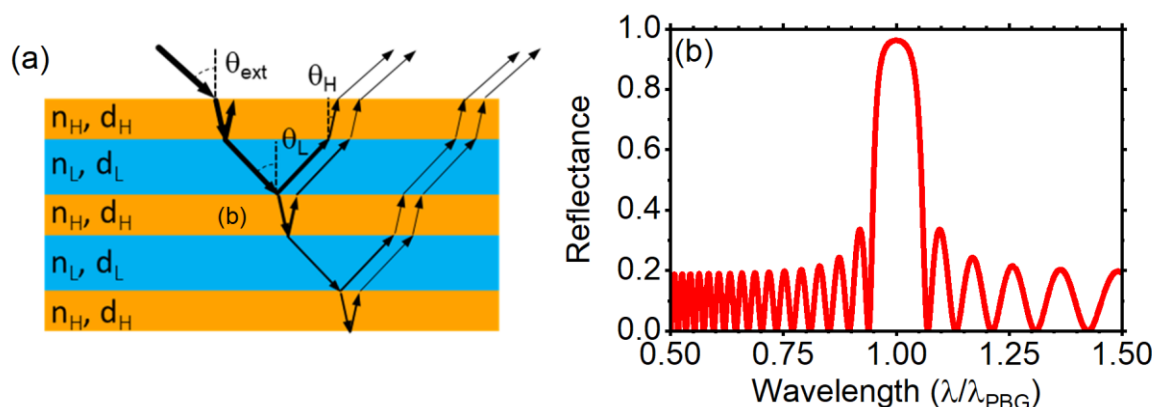 (a)
θext
θH
nH, dH
θL
nL, dL
nH, dH
(b)
nL, dL
nH, dH
(b)
Reflectance
1.0
0.8
0.6
0.4
0.2
0.0
0.50
0.75
1.00
1.25
1.50
Wavelength (λ/λPBG)